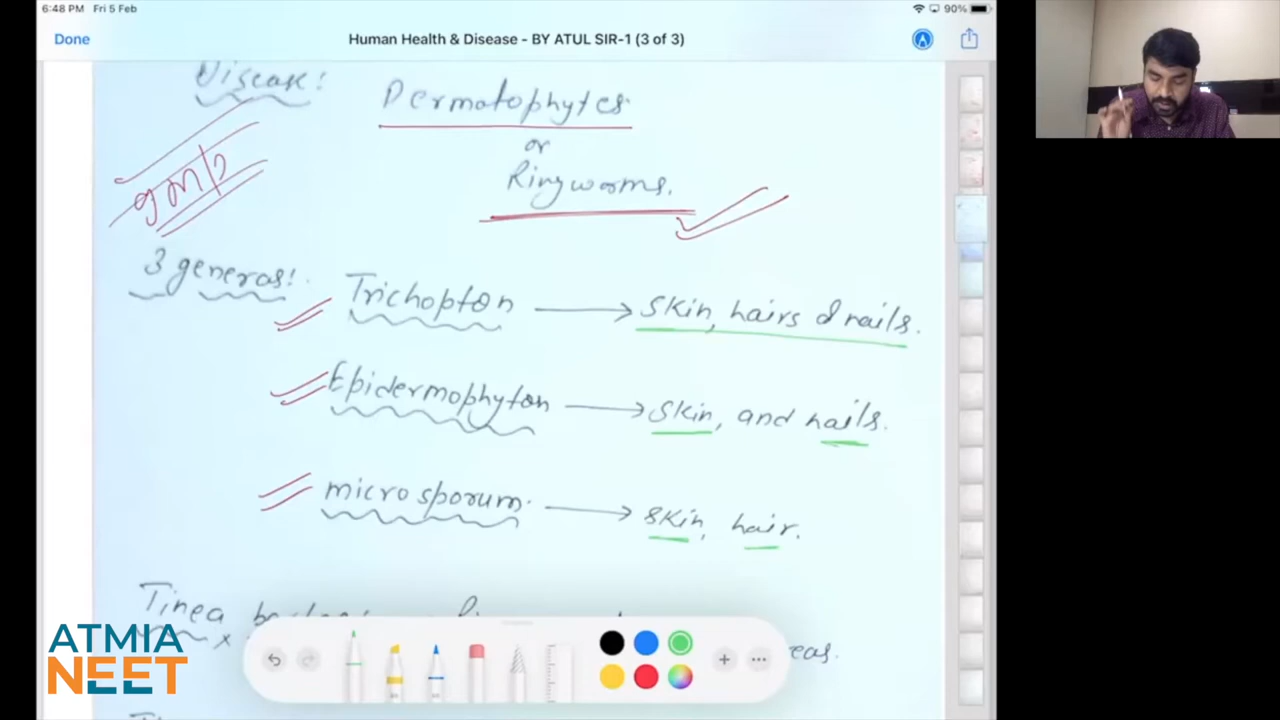 6:48 PM Fri 5 Feb
90%
Done
Human Health & Disease - BY ATUL SIR-1 (3 of 3)
Disease!
Dermatophytes
or
Ringworms.
Imp
3 generas!
Trichopton → Skin, hairs & nails.
Epidermophyton → Skin, and nails.
microsporum. → skin, hair.
Tinea
reas.
ATMIA
NEET